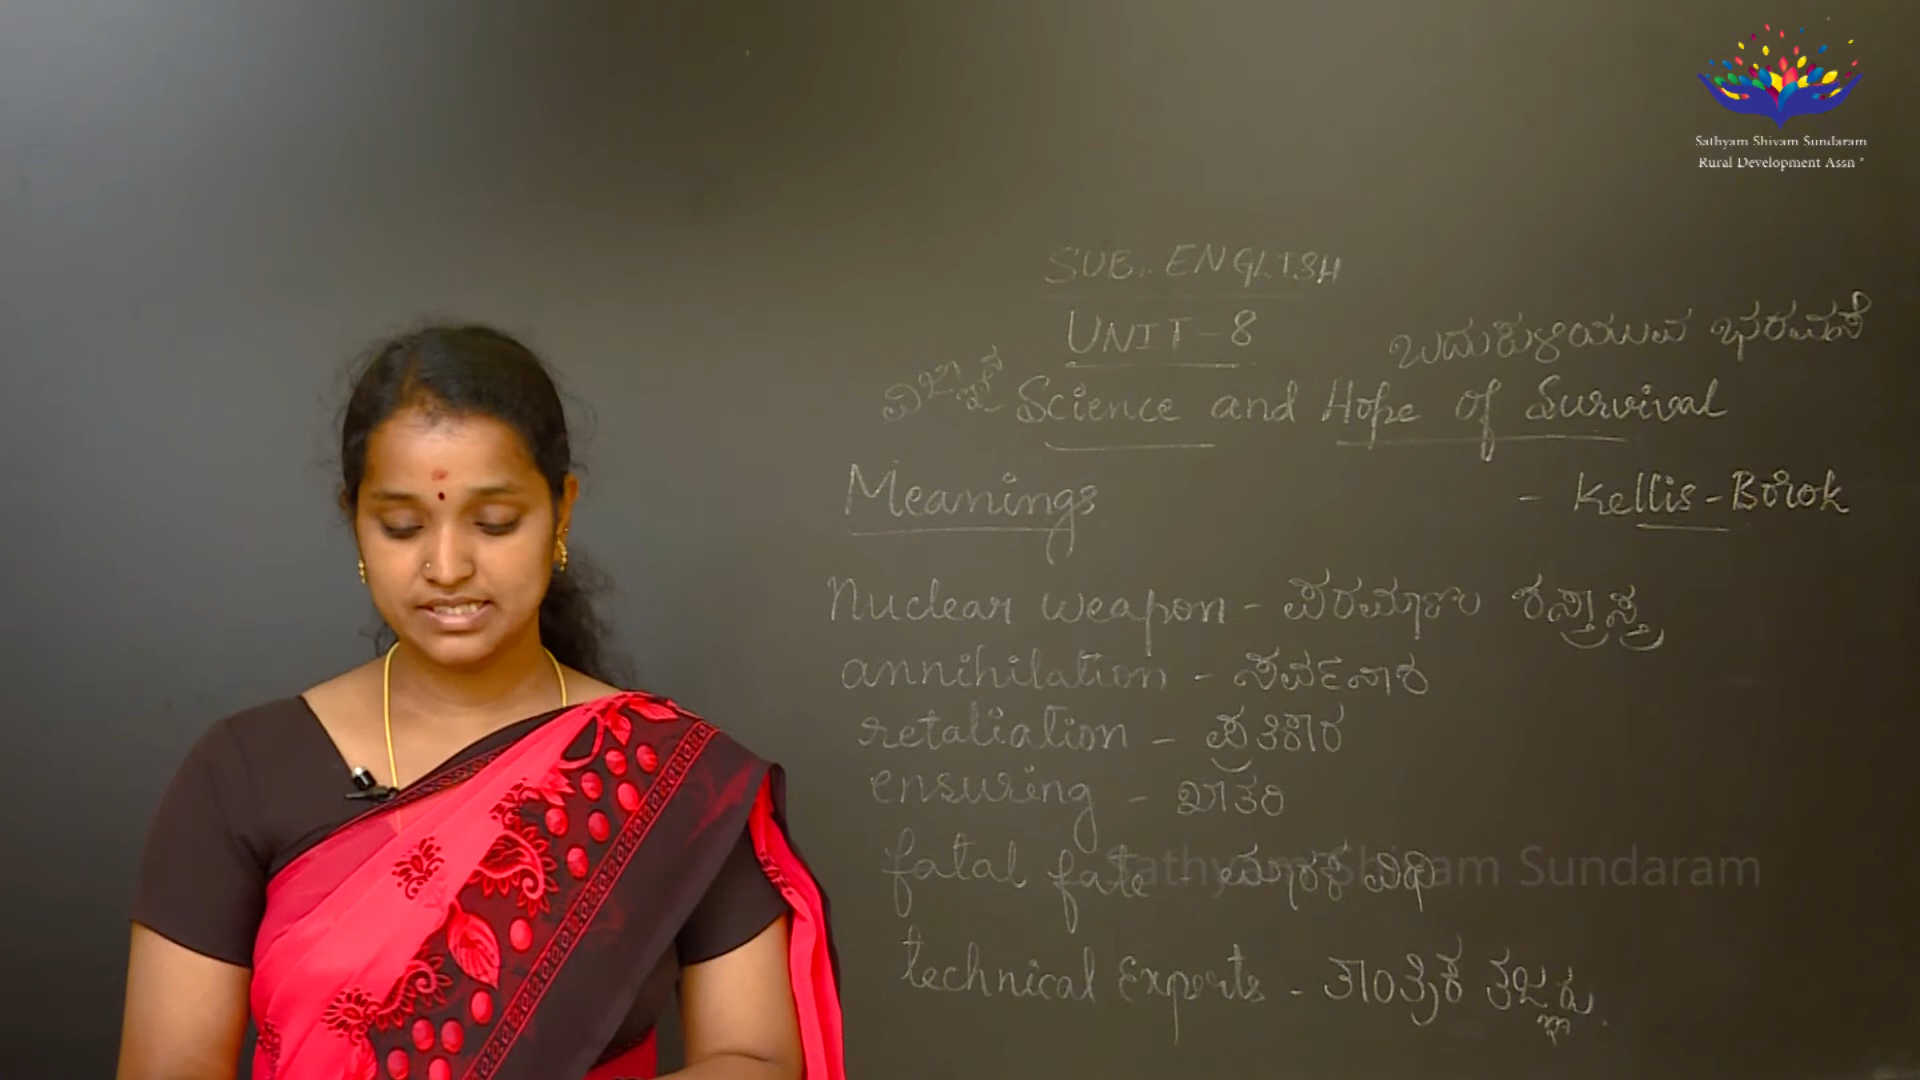 Sathyam Shivam Sundaram
Rural Development Assn
SUB:- ENGLISH
UNIT-8
ಬದುಕುಳಿಯುವ ಭರವಸೆ
Science and Hope of Survival
Meanings
- Kellis-Borok
Nuclear weapon - ಪರಮಾಣು ಶಸ್ತ್ರಾಸ್ತ್ರ
annihilation - ಸರ್ವನಾಶ
retaliation - ಪ್ರತಿಕಾರ
ensuring - ಖಾತರಿ
fatal fate - ಮಾರಕ ವಿಧಿ
Sathyam Shivam Sundaram
technical Experts - ತಾಂತ್ರಿಕ ತಜ್ಞರು.